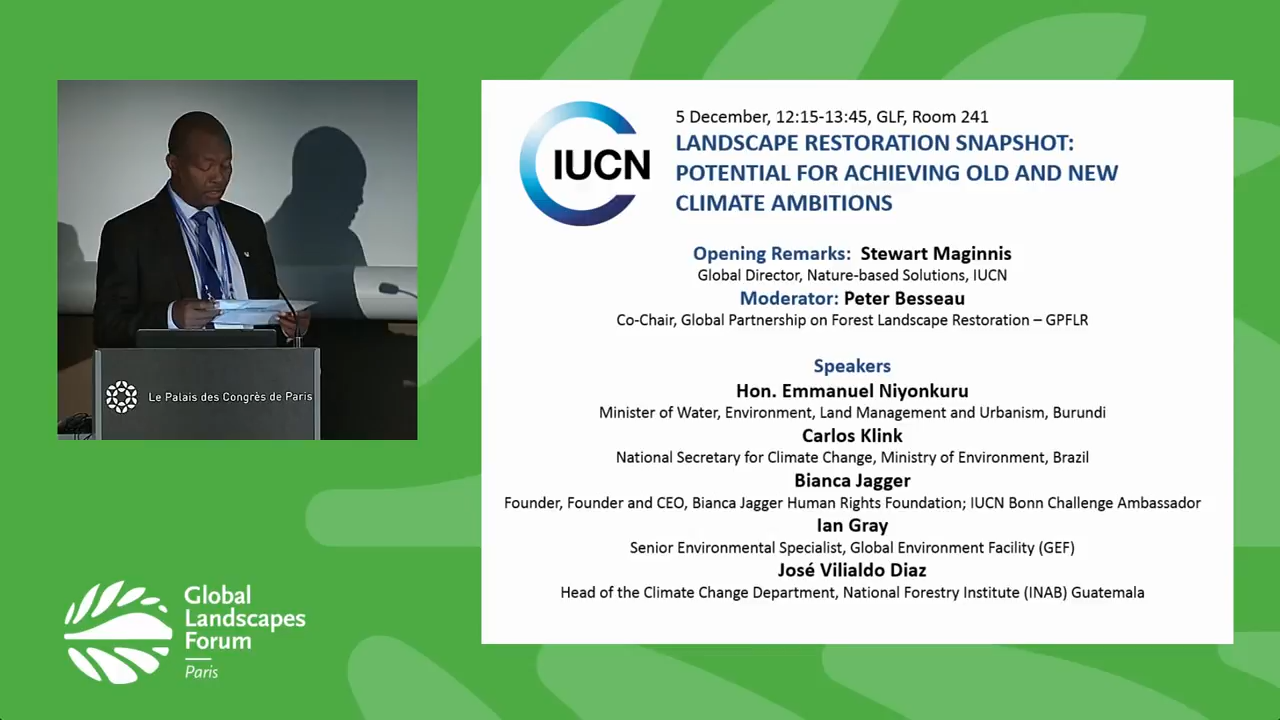 Le Palais des Congrès de Paris
Global
Landscapes
Forum
Paris
IUCN
5 December, 12:15-13:45, GLF, Room 241
LANDSCAPE RESTORATION SNAPSHOT:
POTENTIAL FOR ACHIEVING OLD AND NEW
CLIMATE AMBITIONS
Opening Remarks: Stewart Maginnis
Global Director, Nature-based Solutions, IUCN
Moderator: Peter Besseau
Co-Chair, Global Partnership on Forest Landscape Restoration – GPFLR
Speakers
Hon. Emmanuel Niyonkuru
Minister of Water, Environment, Land Management and Urbanism, Burundi
Carlos Klink
National Secretary for Climate Change, Ministry of Environment, Brazil
Bianca Jagger
Founder, Founder and CEO, Bianca Jagger Human Rights Foundation; IUCN Bonn Challenge Ambassador
Ian Gray
Senior Environmental Specialist, Global Environment Facility (GEF)
José Vilialdo Diaz
Head of the Climate Change Department, National Forestry Institute (INAB) Guatemala